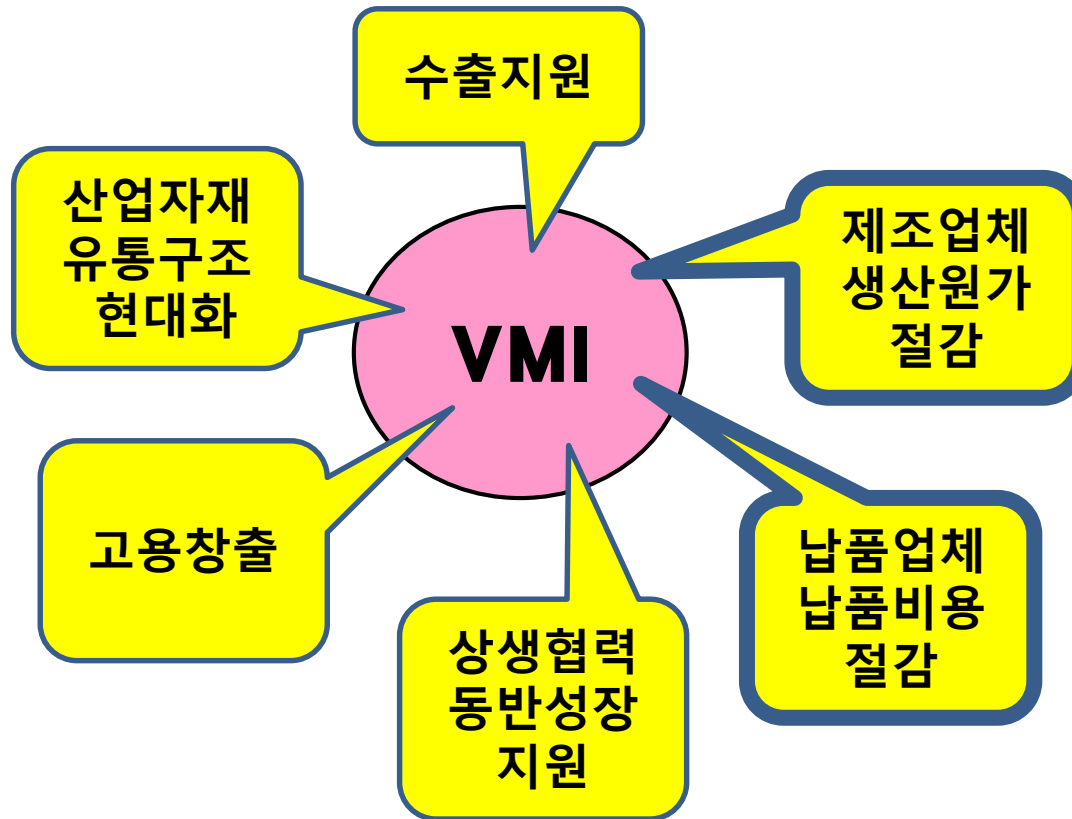 수출지원
산업자재
유통구조
현대화
제조업체
생산원가
절감
VMI
고용창출
납품업체
납품비용
절감
상생협력
동반성장
지원